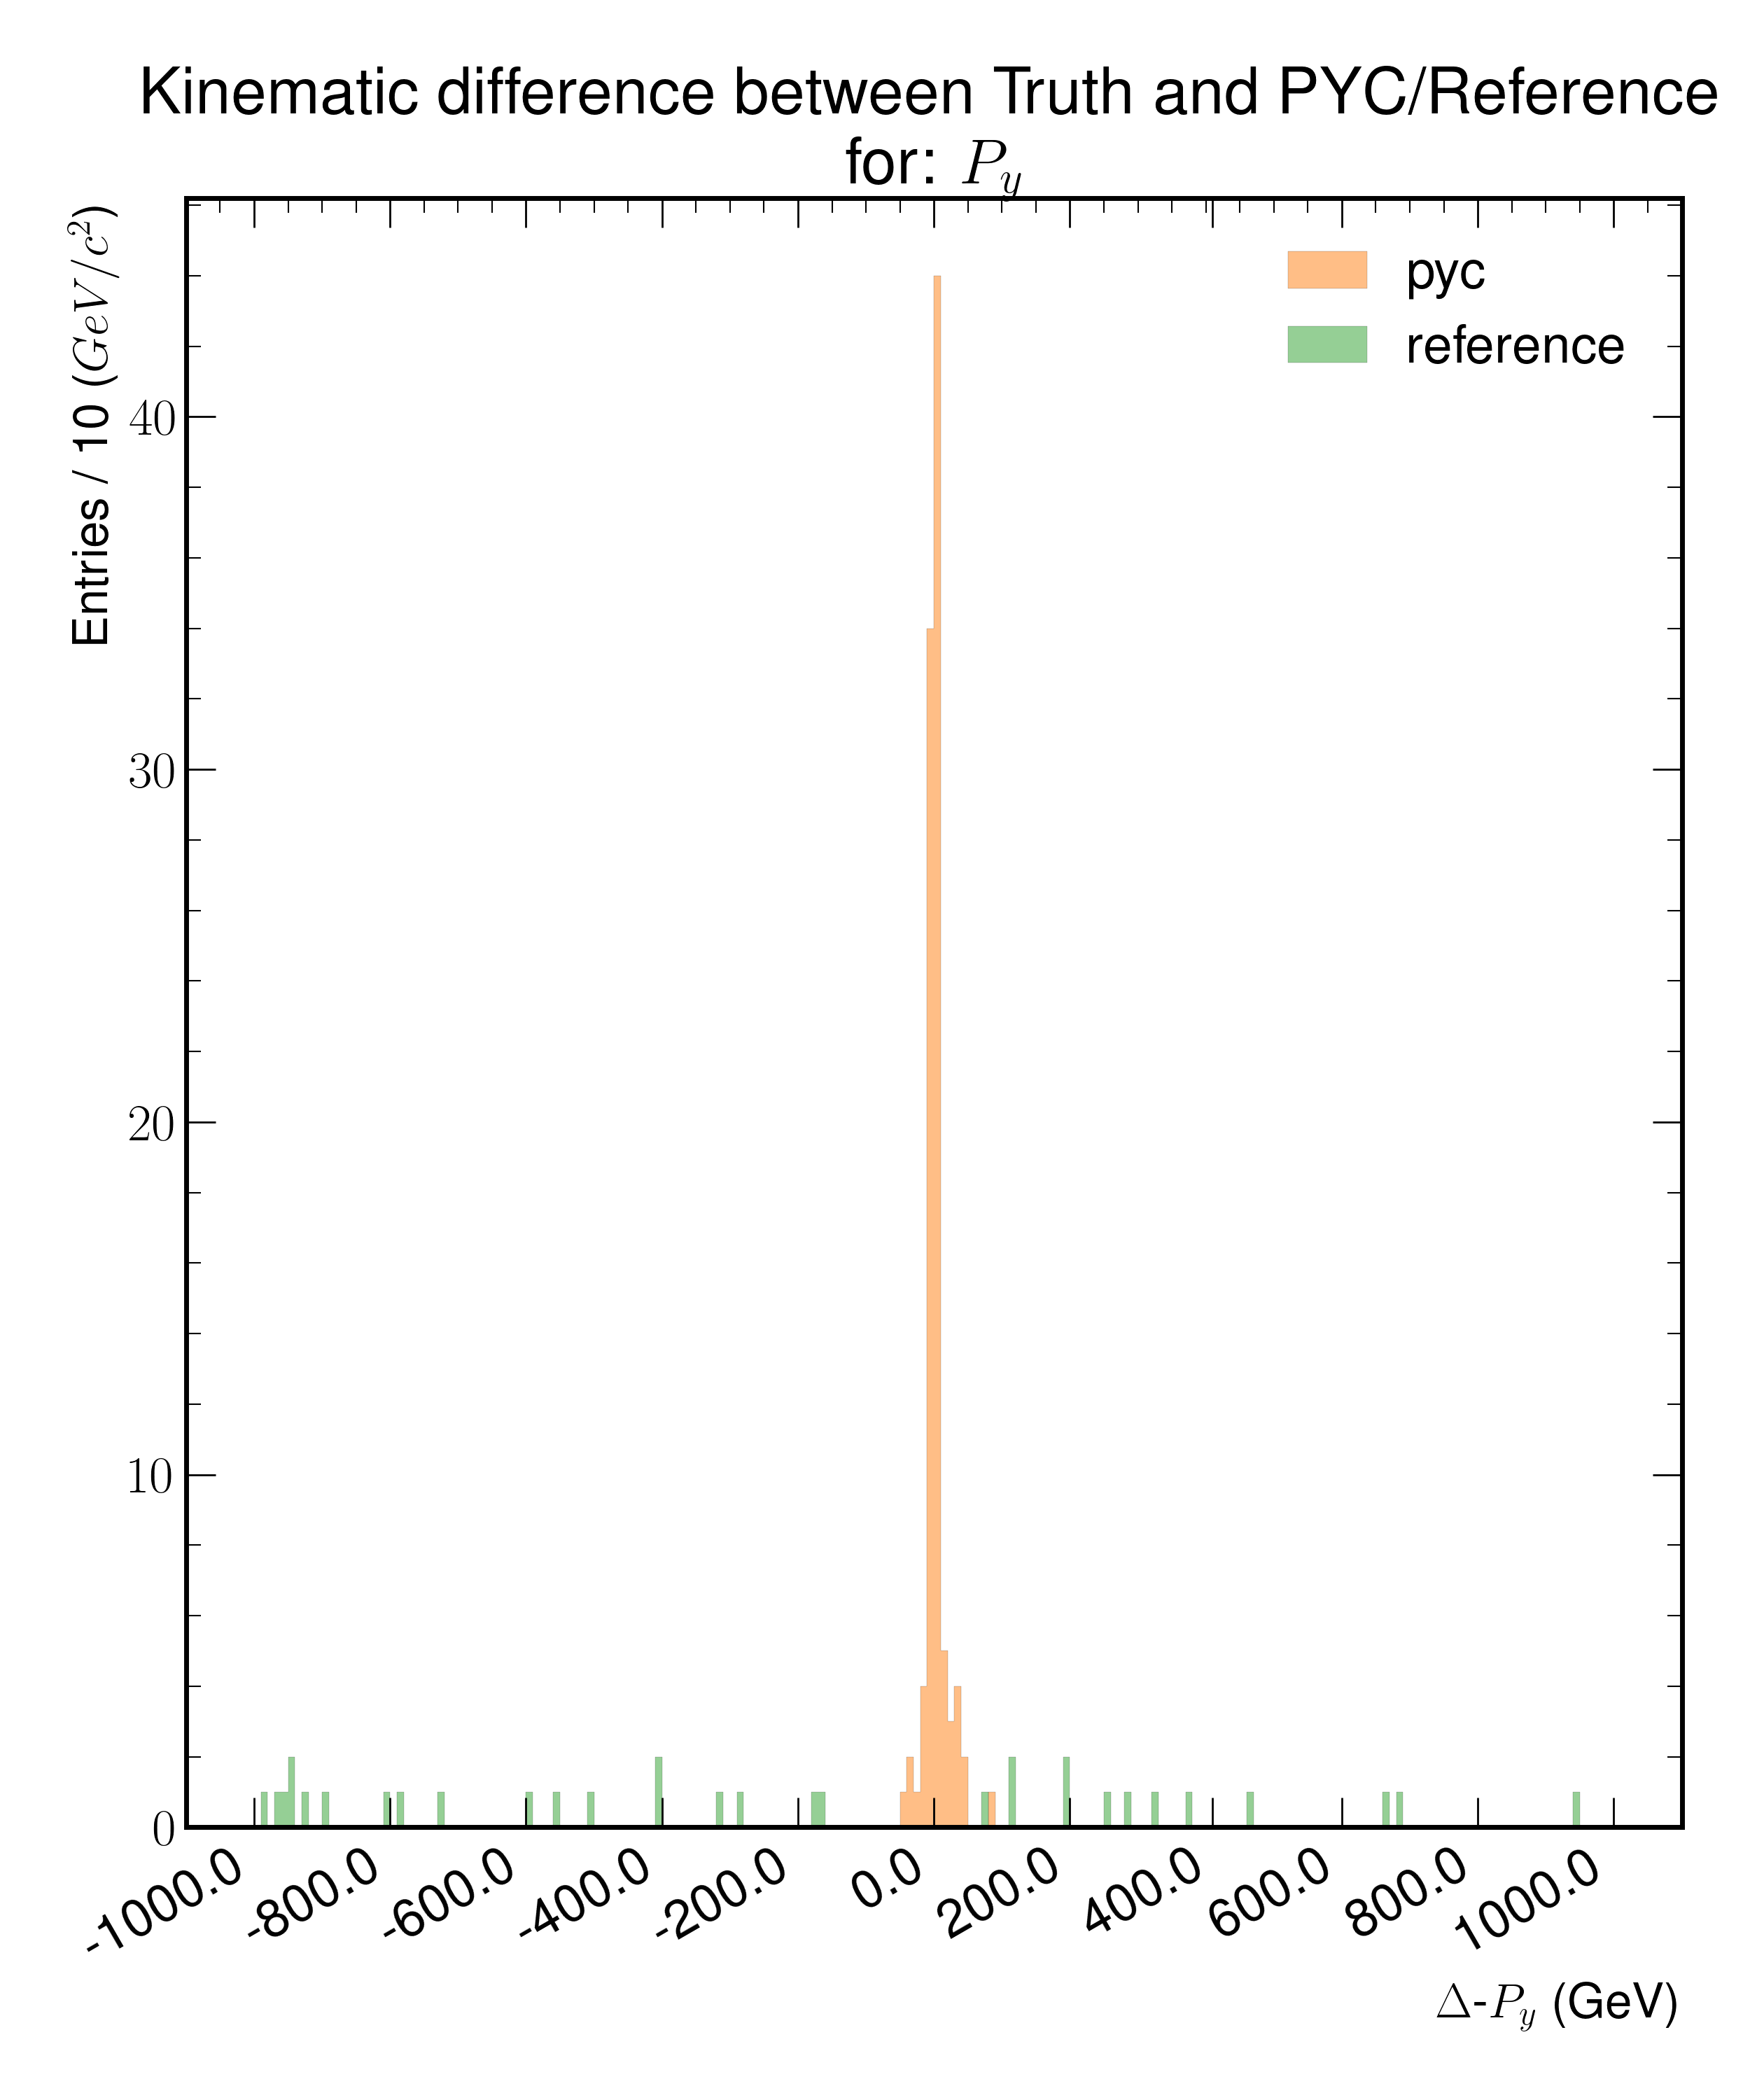 Kinematic difference between Truth and PYC/Reference
for: $P_y$
Entries / 10 ($GeV/c^2$)
pyc
reference
40
30
20
10
0
-1000.0
-800.0
-600.0
-400.0
-200.0
0.0
200.0
400.0
600.0
800.0
1000.0
Δ-$P_y$ (GeV)